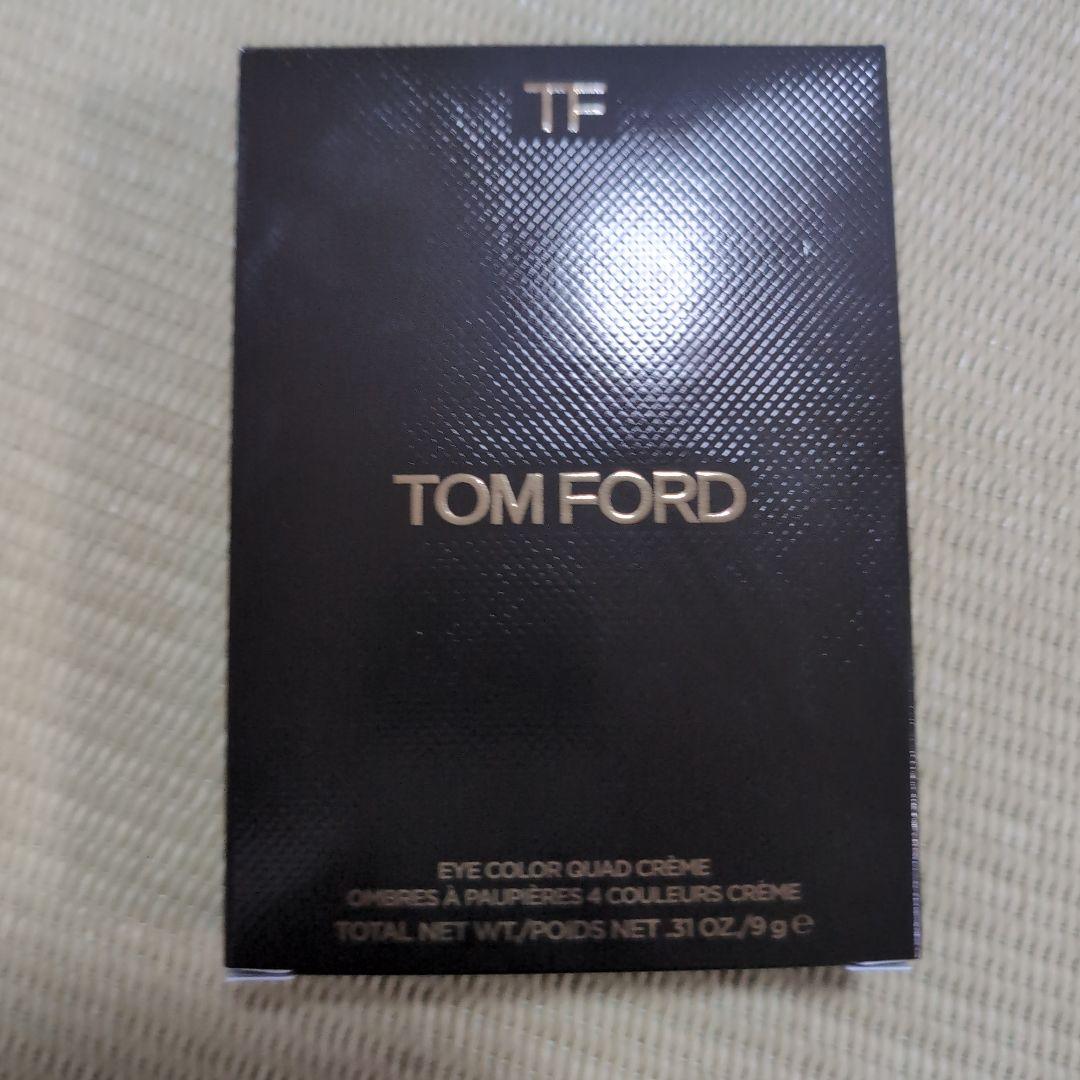 TF
TOM FORD
EYE COLOR QUAD CRÈME
OMBRES À PAUPIÈRES 4 COULEURS CRÈME
TOTAL NET WT./POIDS NET .31 OZ./9 g ℮